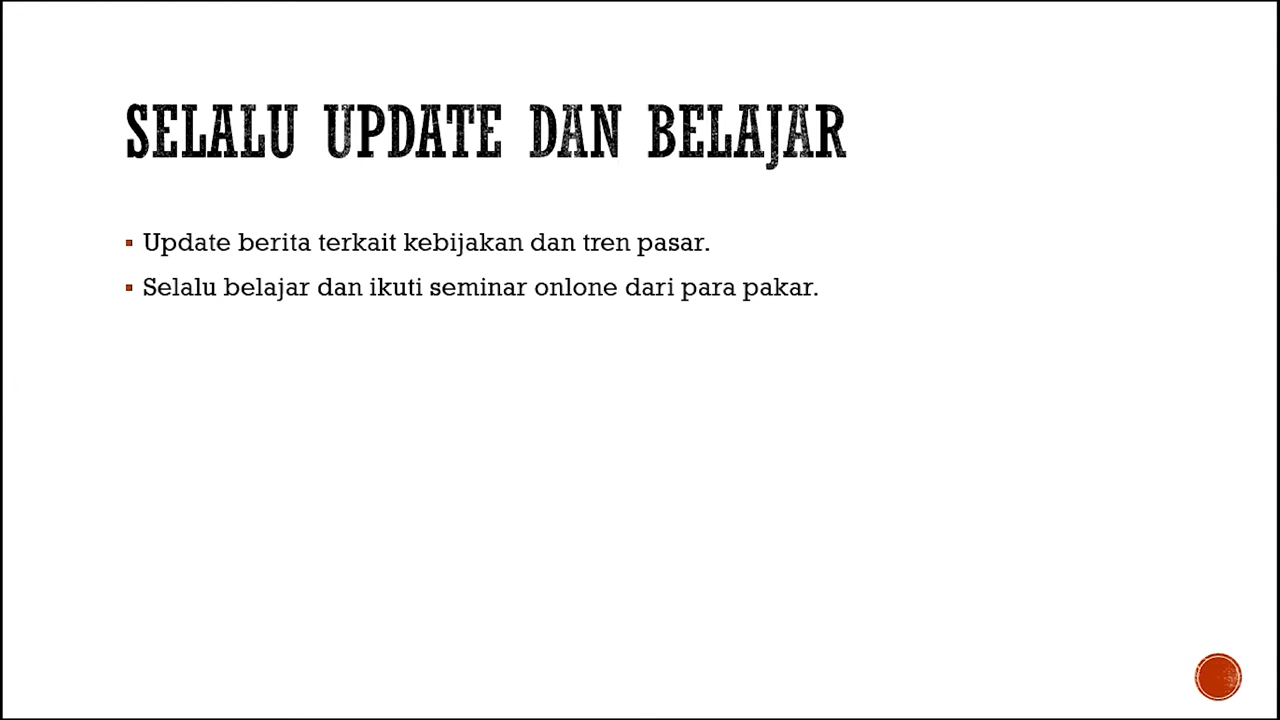 SELALU UPDATE DAN BELAJAR
Update berita terkait kebijakan dan tren pasar.
Selalu belajar dan ikuti seminar onlone dari para pakar.